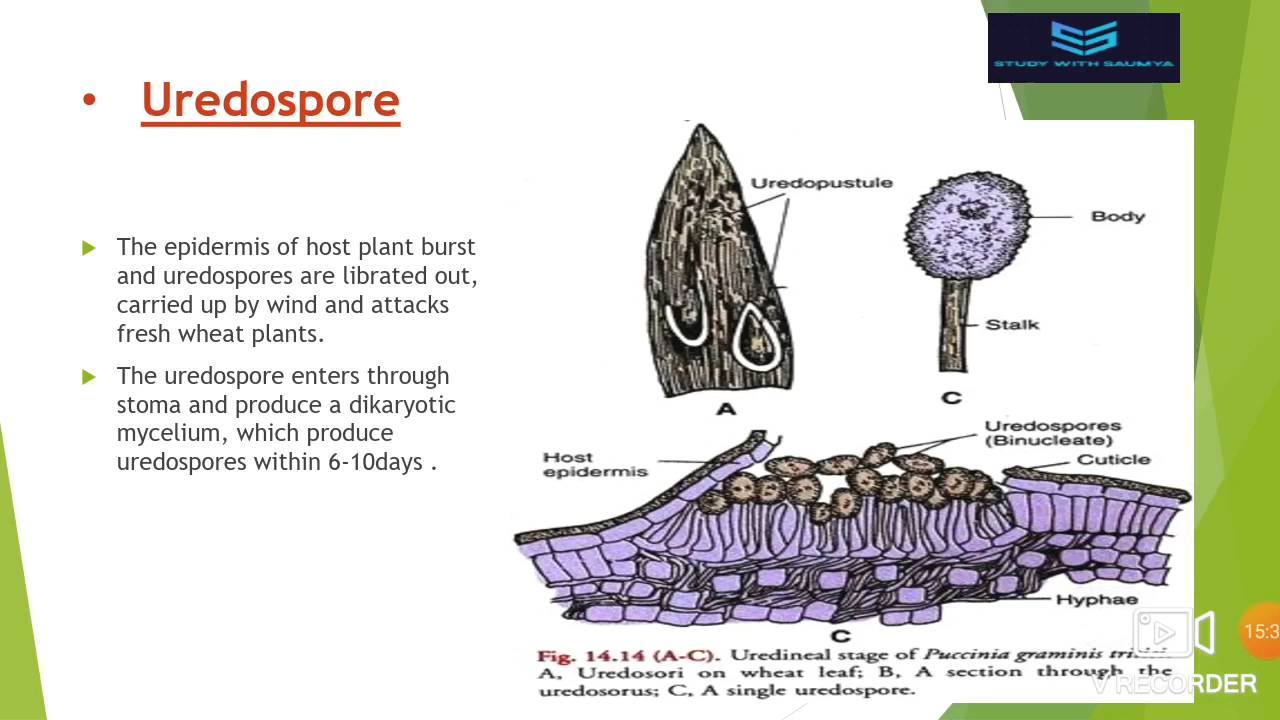 STUDY WITH SAUMYA
• Uredospore
The epidermis of host plant burst
and uredospores are librated out,
carried up by wind and attacks
fresh wheat plants.
The uredospore enters through
stoma and produce a dikaryotic
mycelium, which produce
uredospores within 6-10days .
Uredopustule
Body
Stalk
A
C
Uredospores
(Binucleate)
Host
epidermis
Cuticle
Hyphae
C
Fig. 14.14 (A-C). Uredineal stage of Puccinia graminis
A, Uredosori on wheat leaf; B, A section through the
uredosorus; C, A single uredospore.
15:3
V RECORDER